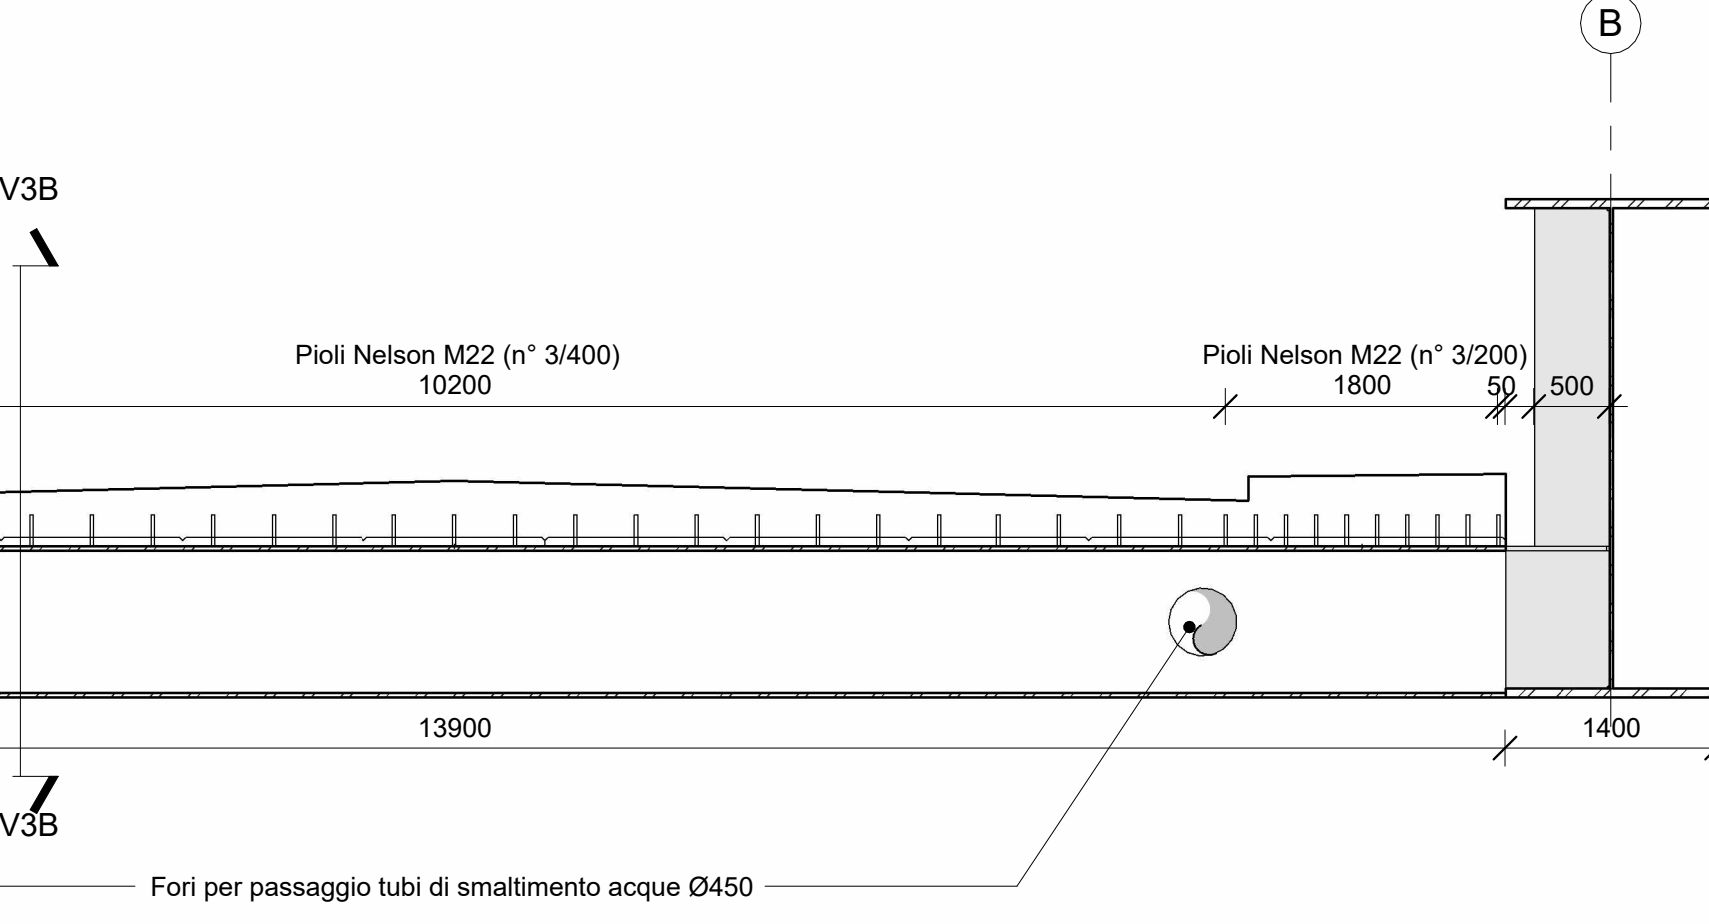 B
V3B
Pioli Nelson M22 (n° 3/400)
Pioli Nelson M22 (n° 3/200)
10200
1800
50
500
13900
1400
V3B
Fori per passaggio tubi di smaltimento acque Ø450